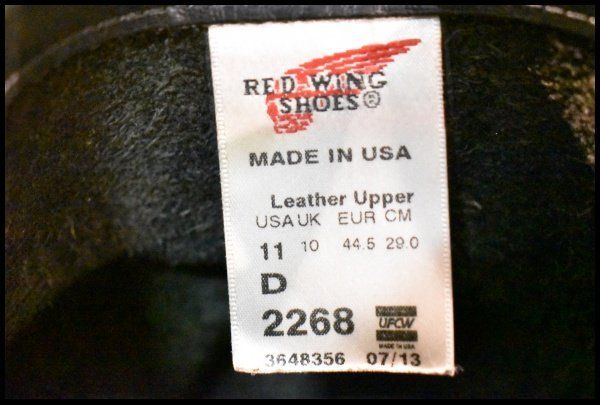 RED WING
SHOES®
MADE IN USA
Leather Upper
USA UK EUR CM
11 10 44.5 29.0
D
2268 UFCW
MADE IN USA
3648356 07/13